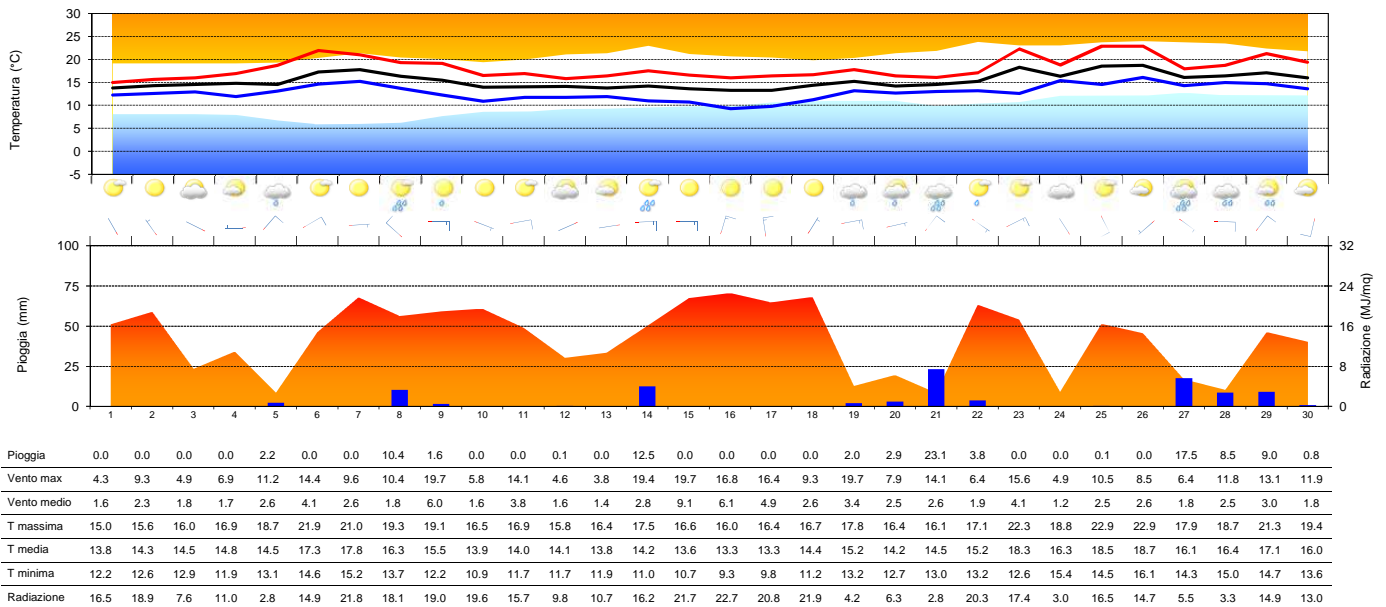 30
25
20
15
10
5
0
-5
Temperatura (°C)
100
75
50
25
0
Pioggia (mm)
32
24
16
8
0
Radiazione (MJ/mq)
1 2 3 4 5 6 7 8 9 10 11 12 13 14 15 16 17 18 19 20 21 22 23 24 25 26 27 28 29 30
Pioggia 0.0 0.0 0.0 0.0 2.2 0.0 0.0 10.4 1.6 0.0 0.0 0.1 0.0 12.5 0.0 0.0 0.0 0.0 2.0 2.9 23.1 3.8 0.0 0.0 0.1 0.0 17.5 8.5 9.0 0.8
Vento max 4.3 9.3 4.9 6.9 11.2 14.4 9.6 10.4 19.7 5.8 14.1 4.6 3.8 19.4 19.7 16.8 16.4 9.3 19.7 7.9 14.1 6.4 15.6 4.9 10.5 8.5 6.4 11.8 13.1 11.9
Vento medio 1.6 2.3 1.8 1.7 2.6 4.1 2.6 1.8 6.0 1.6 3.8 1.6 1.4 2.8 9.1 6.1 4.9 2.6 3.4 2.5 2.6 1.9 4.1 1.2 2.5 2.6 1.8 2.5 3.0 1.8
T massima 15.0 15.6 16.0 16.9 18.7 21.9 21.0 19.3 19.1 16.5 16.9 15.8 16.4 17.5 16.6 16.0 16.4 16.7 17.8 16.4 16.1 17.1 22.3 18.8 22.9 22.9 17.9 18.7 21.3 19.4
T media 13.8 14.3 14.5 14.8 14.5 17.3 17.8 16.3 15.5 13.9 14.0 14.1 13.8 14.2 13.6 13.3 13.3 14.4 15.2 14.2 14.5 15.2 18.3 16.3 18.5 18.7 16.1 16.4 17.1 16.0
T minima 12.2 12.6 12.9 11.9 13.1 14.6 15.2 13.7 12.2 10.9 11.7 11.7 11.9 11.0 10.7 9.3 9.8 11.2 13.2 12.7 13.0 13.2 12.6 15.4 14.5 16.1 14.3 15.0 14.7 13.6
Radiazione 16.5 18.9 7.6 11.0 2.8 14.9 21.8 18.1 19.0 19.6 15.7 9.8 10.7 16.2 21.7 22.7 20.8 21.9 4.2 6.3 2.8 20.3 17.4 3.0 16.5 14.7 5.5 3.3 14.9 13.0